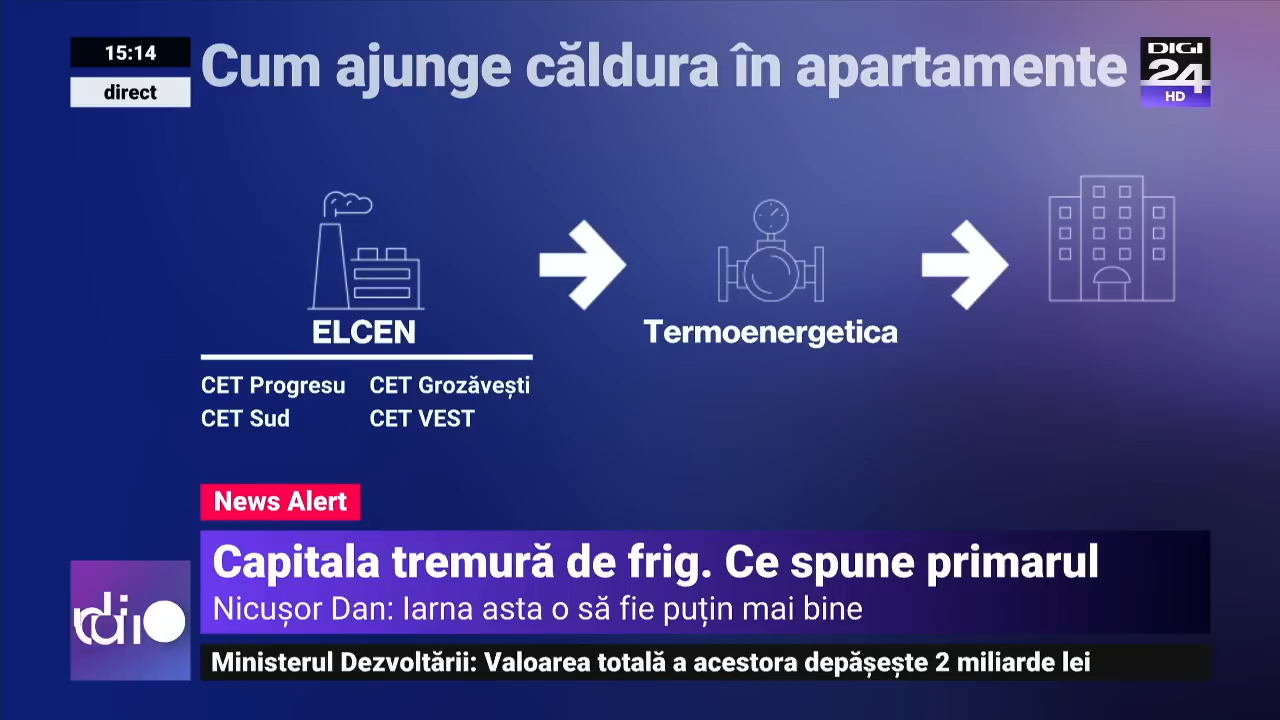 15:14
direct
Cum ajunge căldura în apartamente
DIGI
24
HD
ELCEN
Termoenergetica
CET Progresu CET Grozăvești
CET Sud CET VEST
News Alert
Capitala tremură de frig. Ce spune primarul
Nicușor Dan: Iarna asta o să fie puțin mai bine
Ministerul Dezvoltării: Valoarea totală a acestora depășește 2 miliarde lei